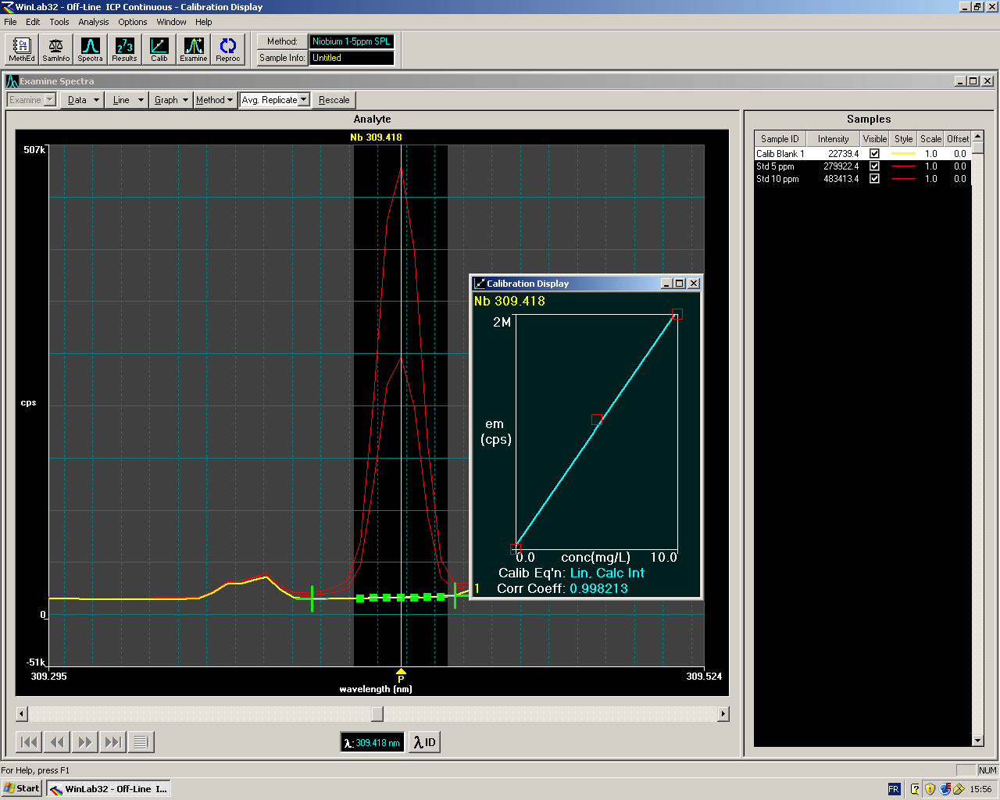 WinLab32 - Off-Line  ICP Continuous - Calibration Display
File Edit Tools Analysis Options Window Help
MethEd SamInfo Spectra Results Calib Examine Reproc
Method: Niobium 1-5ppm SPL
Sample Info: Untitled
Examine Spectra
Examine Data Line Graph Method Avg. Replicate Rescale
Analyte
Nb 309.418
507k
cps
0
-51k
309.295
309.524
P
wavelength (nm)
Calibration Display
Nb 309.418
2M
em
(cps)
0.0 conc(mg/L) 10.0
Calib Eq'n: Lin, Calc Int
1 Corr Coeff: 0.998213
λ: 309.418 nm
λ ID
Samples
Sample ID Intensity Visible Style Scale Offset
Calib Blank 1 22739.4 1.0 0.0
Std 5 ppm 279922.4 1.0 0.0
Std 10 ppm 483413.4 1.0 0.0
For Help, press F1
NUM
Start
WinLab32 - Off-Line  I...
FR
15:56